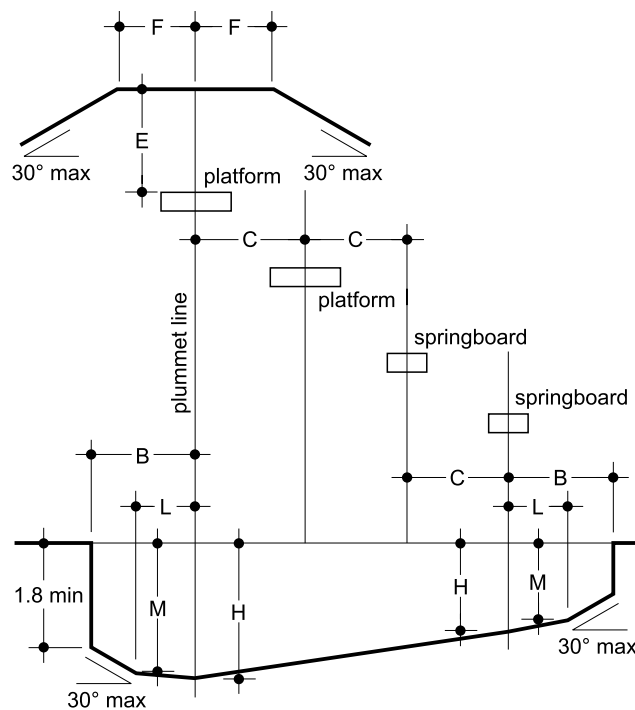 F F
E
30° max 30° max
platform
C C
platform
plummet line
springboard
springboard
B
C B
L L
1.8 min
M H H M
30° max
30° max